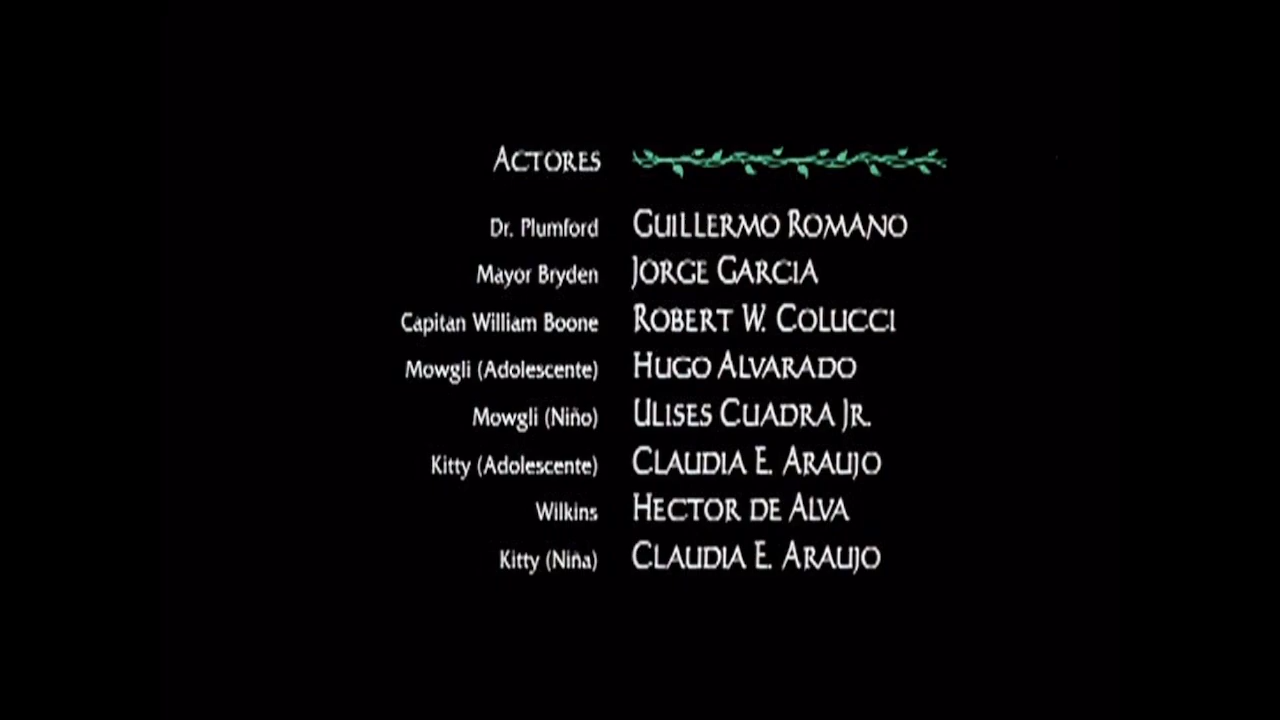 ACTORES
Dr. Plumford GUILLERMO ROMANO
Mayor Bryden JORGE GARCIA
Capitan William Boone ROBERT W. COLUCCI
Mowgli (Adolescente) HUGO ALVARADO
Mowgli (Niño) ULISES CUADRA JR.
Kitty (Adolescente) CLAUDIA E. ARAUJO
Wilkins HECTOR DE ALVA
Kitty (Niña) CLAUDIA E. ARAUJO